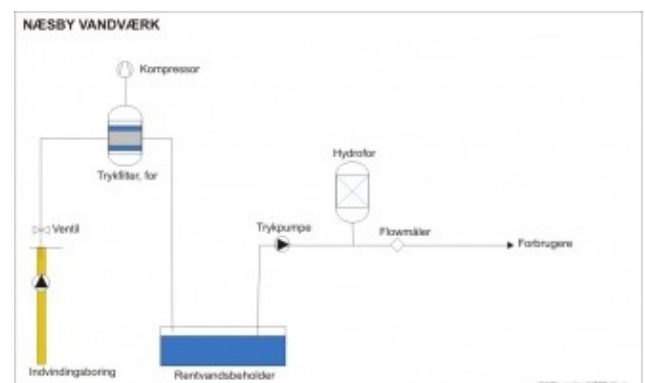 NÆSBY VANDVÆRK
Kompressor
Trykfilter, for
Hydrofor
Ventil
Trykpumpe
Flowmåler
Forbrugere
Indvindingsboring
Rentvandsbeholder